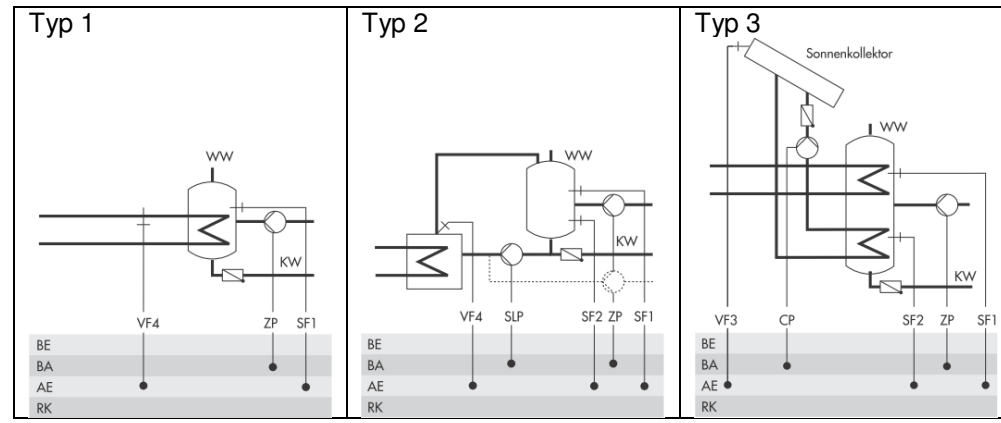 Typ 1
WW
KW
VF4 ZP SF1
BE
BA
AE
RK
Typ 2
WW
KW
VF4 SLP SF2 ZP SF1
BE
BA
AE
RK
Typ 3
Sonnenkollektor
WW
KW
VF3 CP SF2 ZP SF1
BE
BA
AE
RK